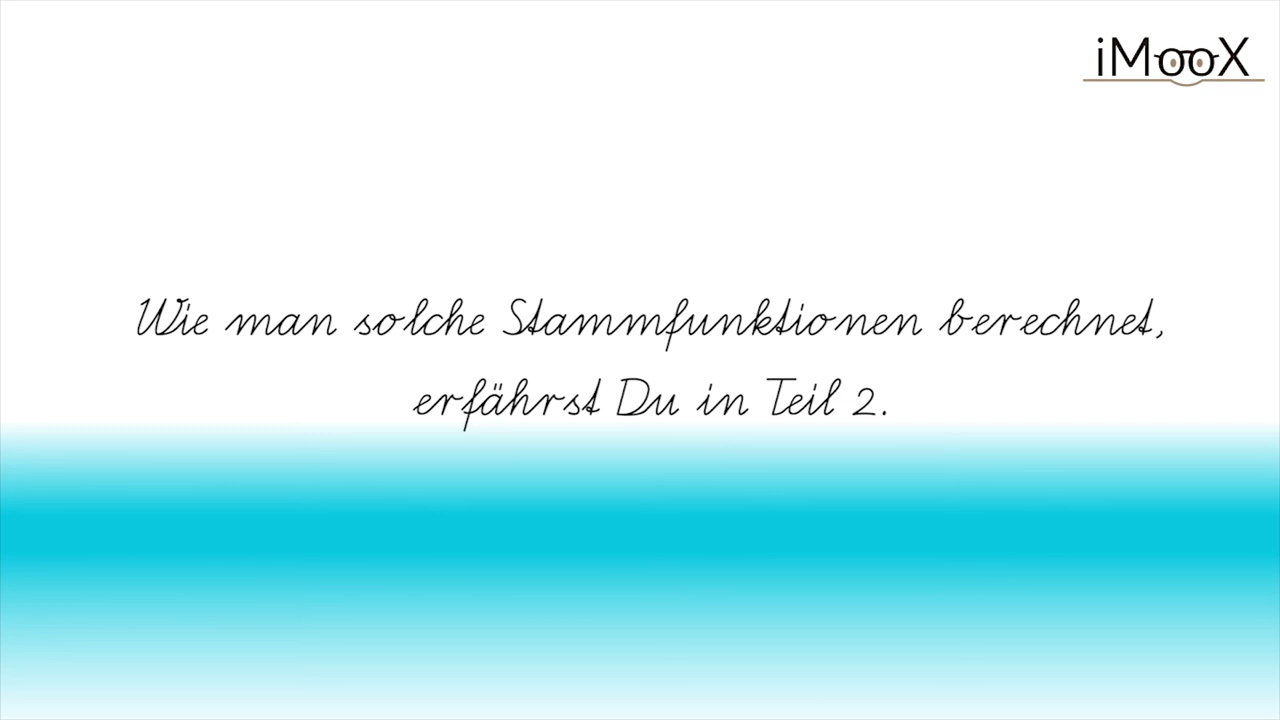 iMooX
Wie man solche Stammfunktionen berechnet,
erfährst Du in Teil 2.